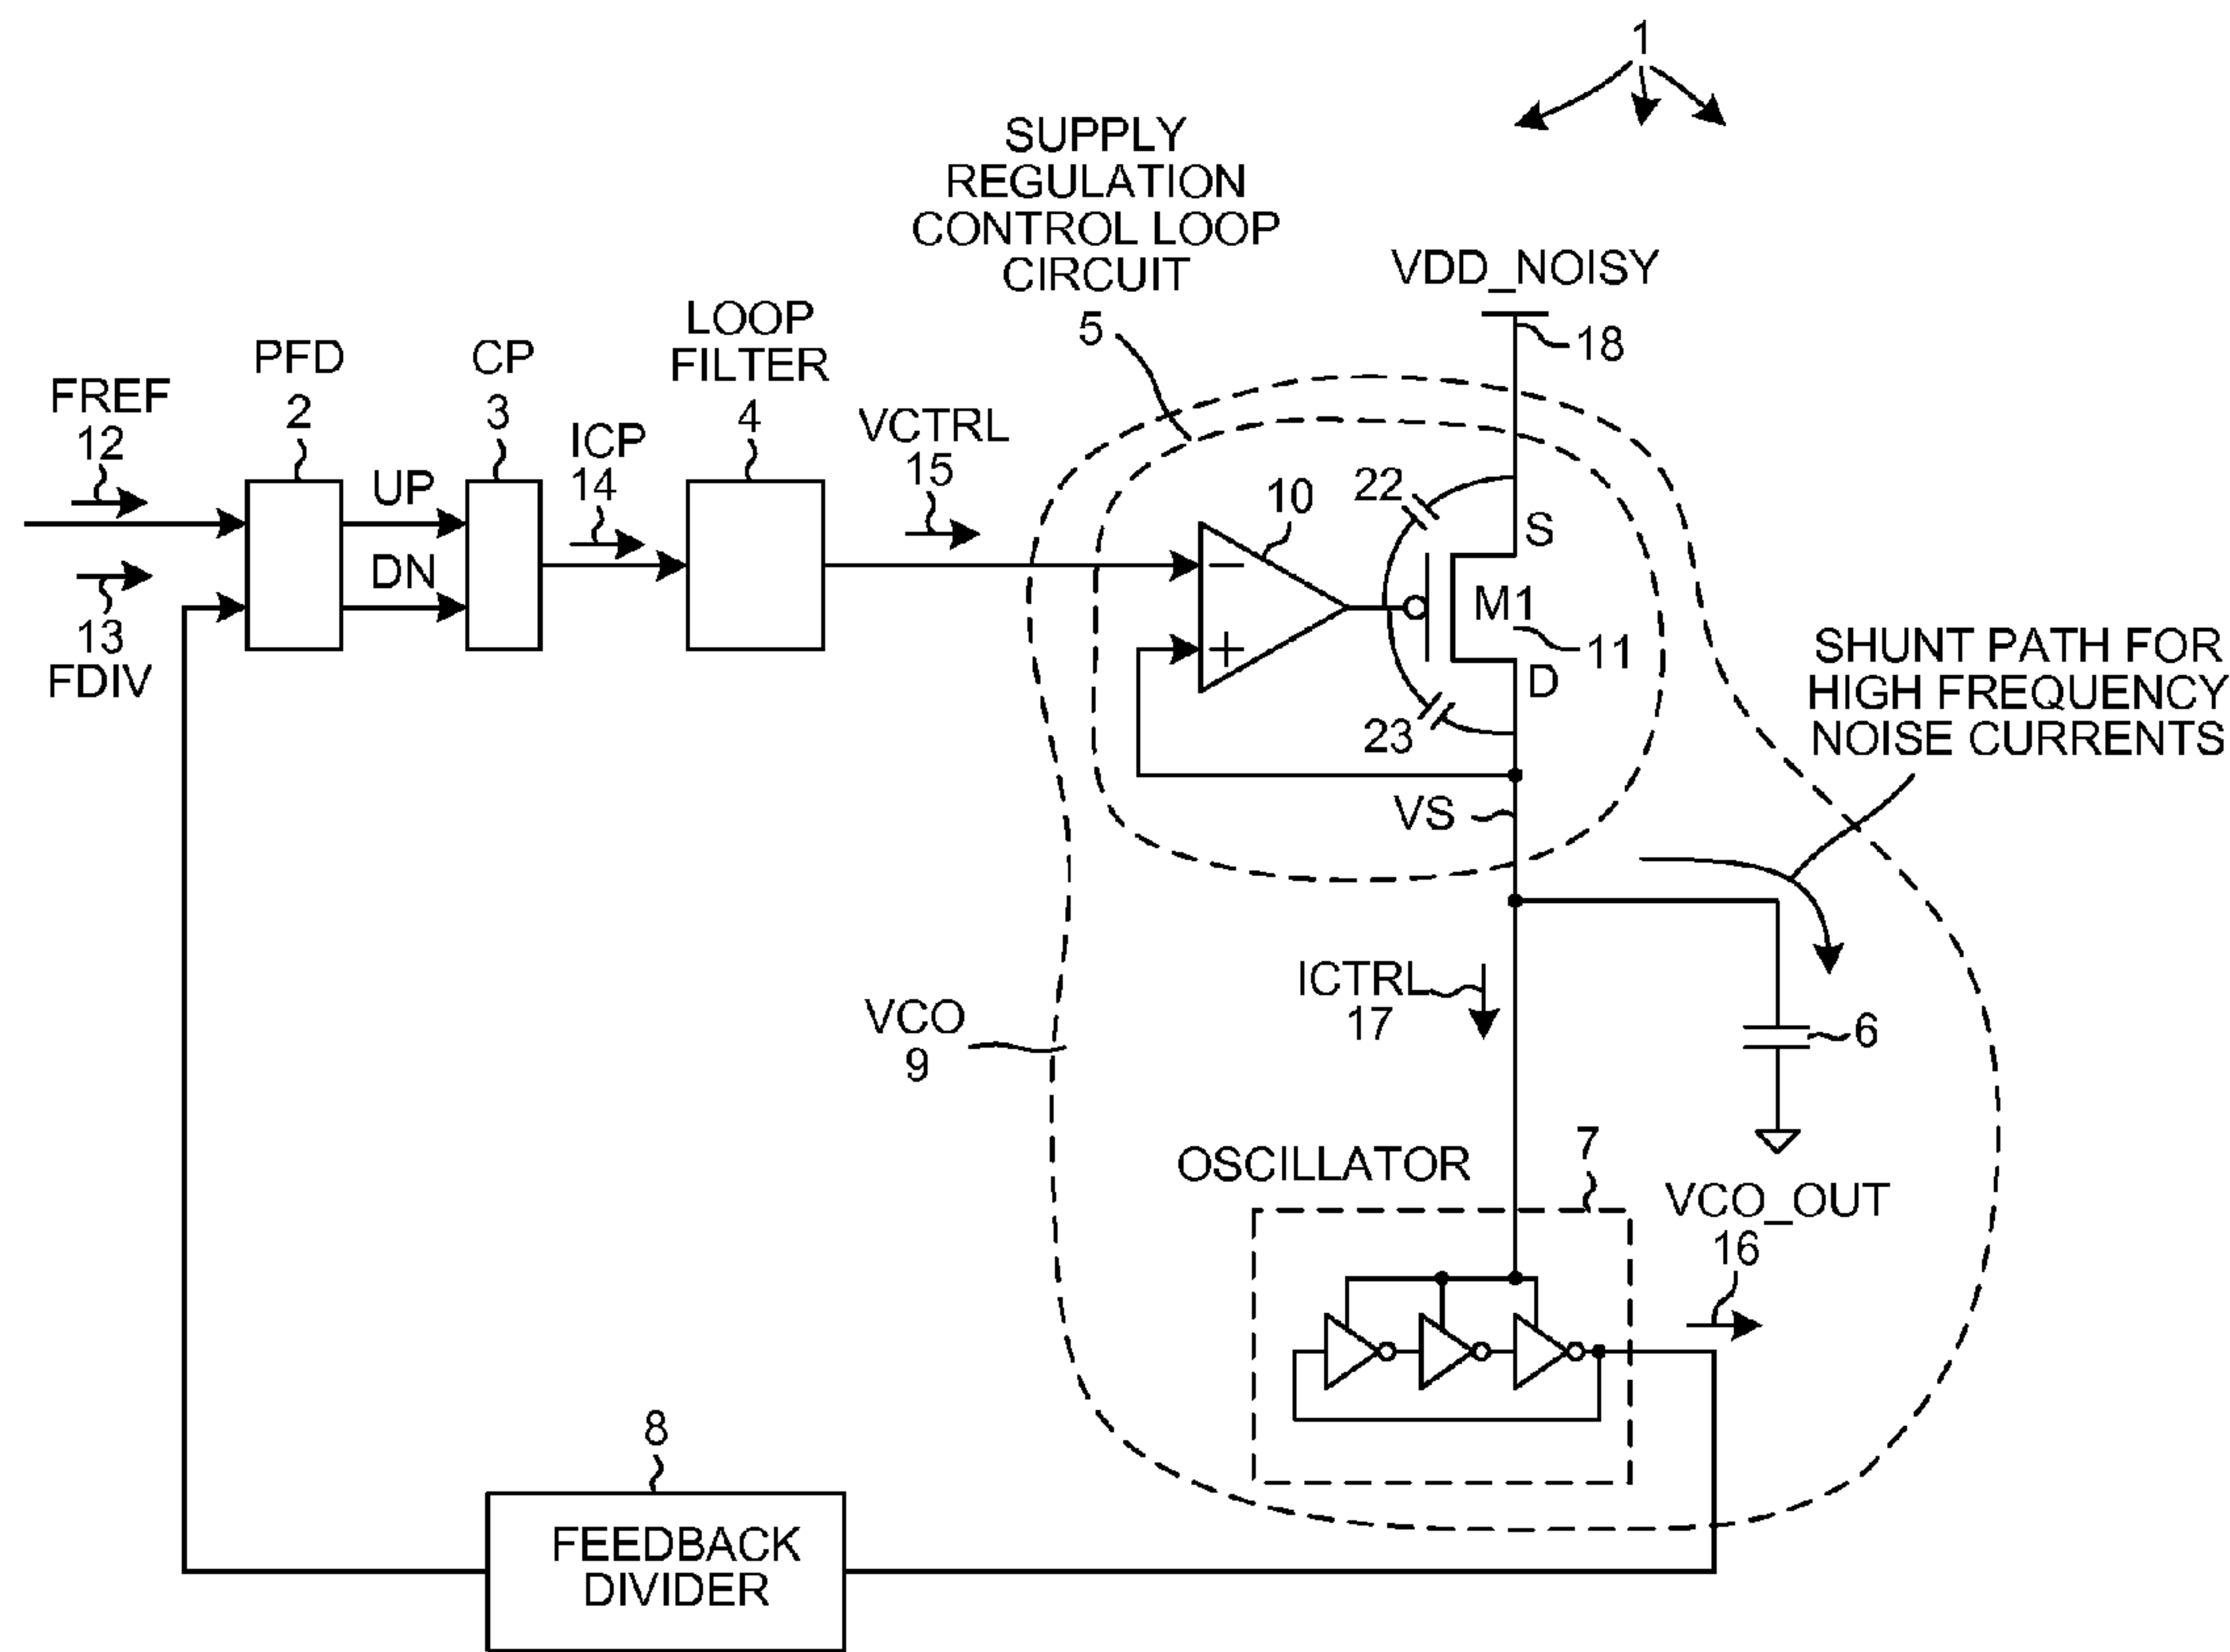 1
SUPPLY
REGULATION
CONTROL LOOP
CIRCUIT
5
VDD_NOISY
18
LOOP
FILTER
4
PFD
2
CP
3
FREF
12
UP
ICP
14
VCTRL
15
22
10
S
DN
−
M1
11
+
13
FDIV
D
23
SHUNT PATH FOR
HIGH FREQUENCY
NOISE CURRENTS
VS
ICTRL
17
VCO
9
6
OSCILLATOR
7
VCO_OUT
16
8
FEEDBACK
DIVIDER